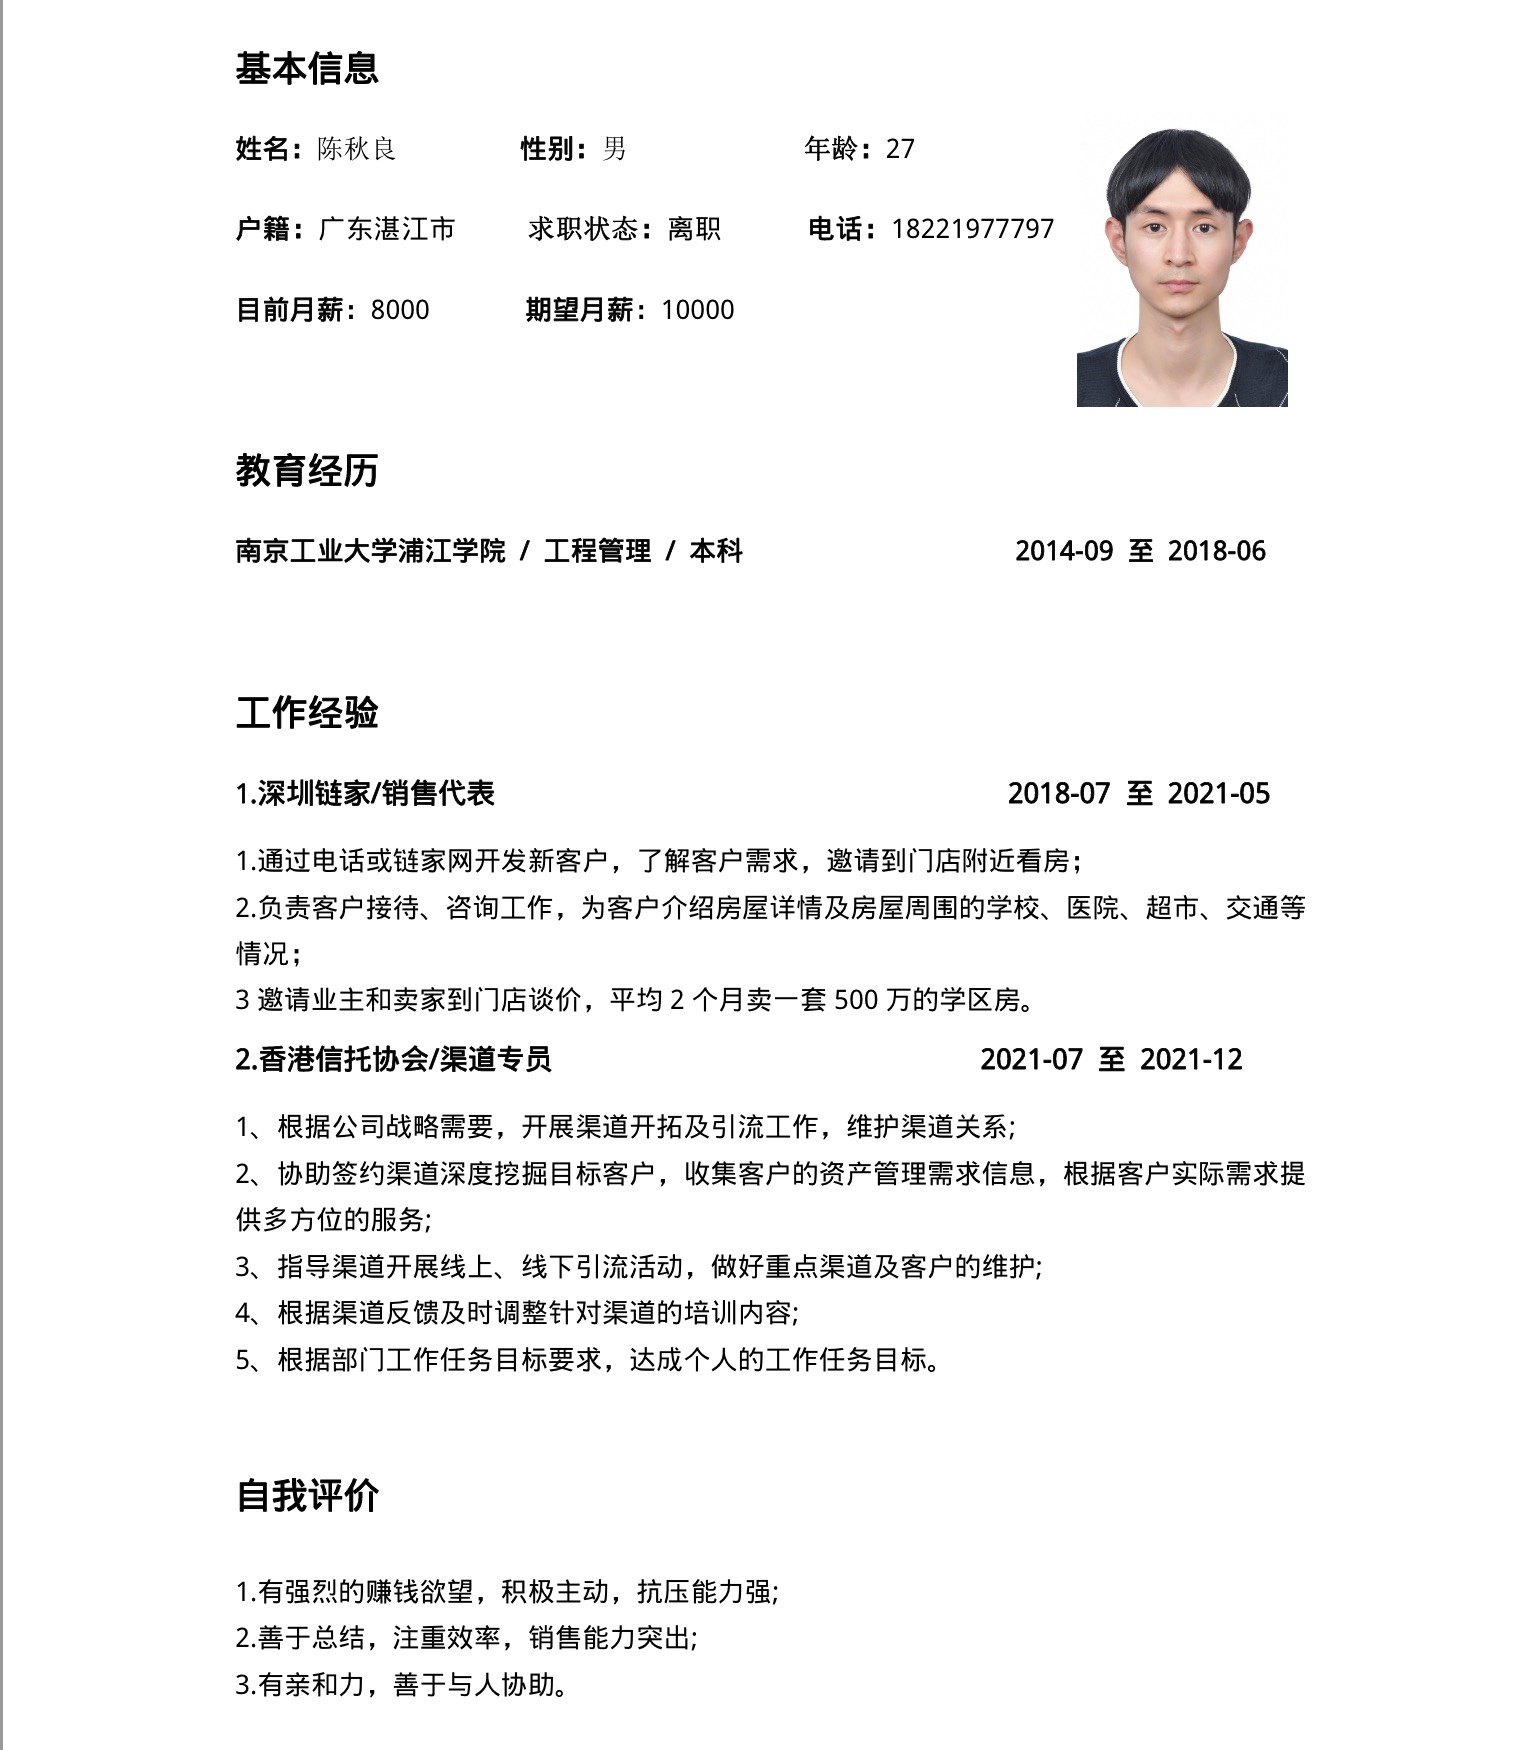 基本信息
姓名：陈秋良 性别：男 年龄：27
户籍：广东湛江市 求职状态：离职 电话：18221977797
目前月薪：8000 期望月薪：10000
教育经历
南京工业大学浦江学院 / 工程管理 / 本科 2014-09 至 2018-06
工作经验
1.深圳链家/销售代表 2018-07 至 2021-05
1.通过电话或链家网开发新客户，了解客户需求，邀请到门店附近看房；
2.负责客户接待、咨询工作，为客户介绍房屋详情及房屋周围的学校、医院、超市、交通等
情况；
3 邀请业主和卖家到门店谈价，平均 2 个月卖一套 500 万的学区房。
2.香港信托协会/渠道专员 2021-07 至 2021-12
1、根据公司战略需要，开展渠道开拓及引流工作，维护渠道关系;
2、协助签约渠道深度挖掘目标客户，收集客户的资产管理需求信息，根据客户实际需求提
供多方位的服务;
3、指导渠道开展线上、线下引流活动，做好重点渠道及客户的维护;
4、根据渠道反馈及时调整针对渠道的培训内容;
5、根据部门工作任务目标要求，达成个人的工作任务目标。
自我评价
1.有强烈的赚钱欲望，积极主动，抗压能力强;
2.善于总结，注重效率，销售能力突出;
3.有亲和力，善于与人协助。